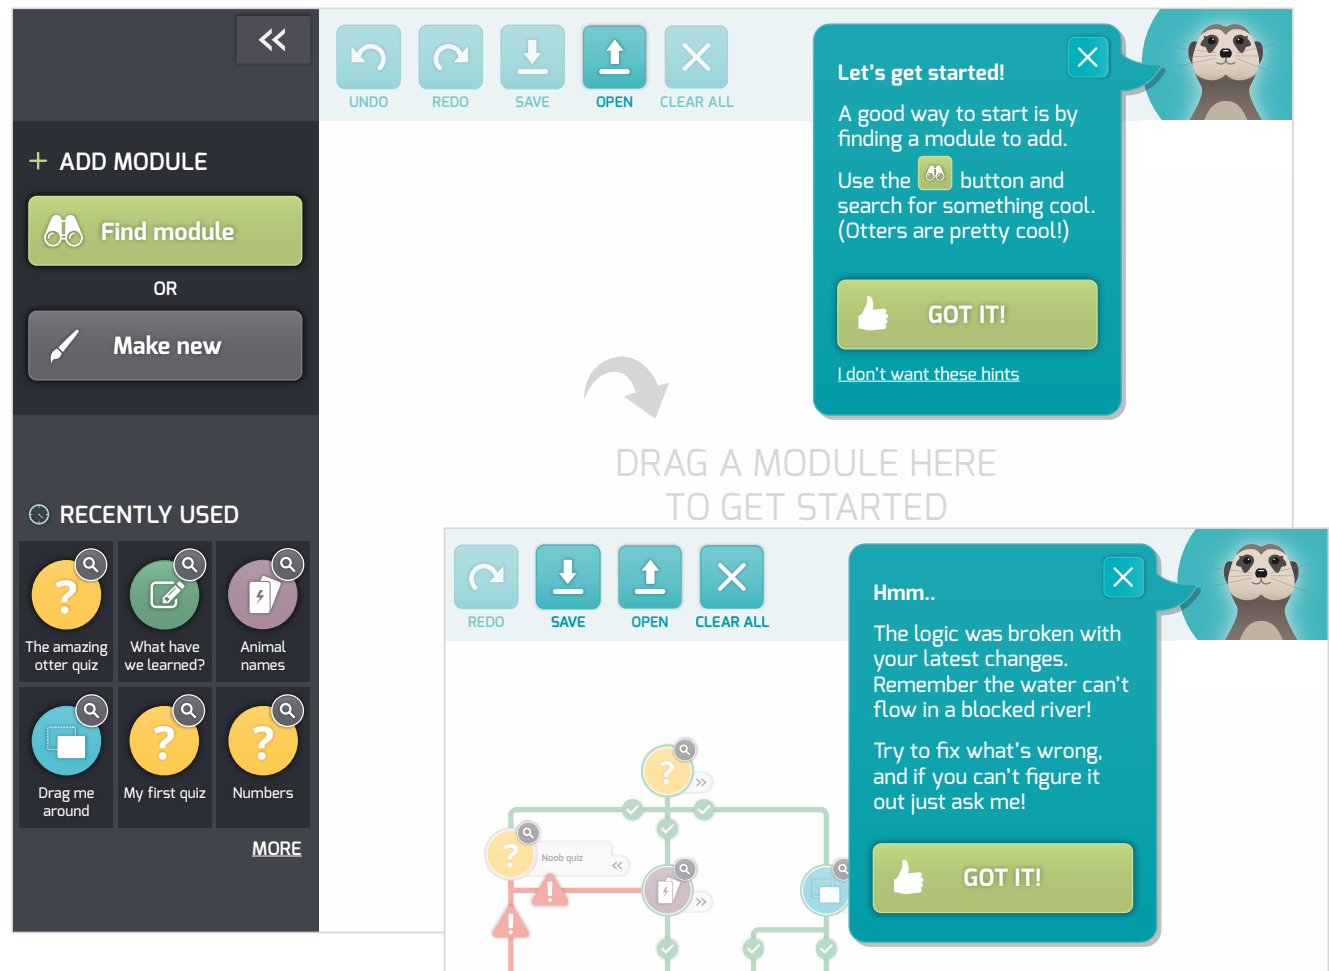 UNDO
REDO
SAVE
OPEN
CLEAR ALL
Let's get started!
A good way to start is by
finding a module to add.
Use the button and
search for something cool.
(Otters are pretty cool!)
GOT IT!
I don't want these hints
+ ADD MODULE
Find module
OR
Make new
DRAG A MODULE HERE
TO GET STARTED
RECENTLY USED
The amazing
otter quiz
What have
we learned?
Animal
names
Drag me
around
My first quiz
Numbers
MORE
REDO
SAVE
OPEN
CLEAR ALL
Hmm..
The logic was broken with
your latest changes.
Remember the water can't
flow in a blocked river!
Try to fix what's wrong,
and if you can't figure it
out just ask me!
GOT IT!
Noob quiz